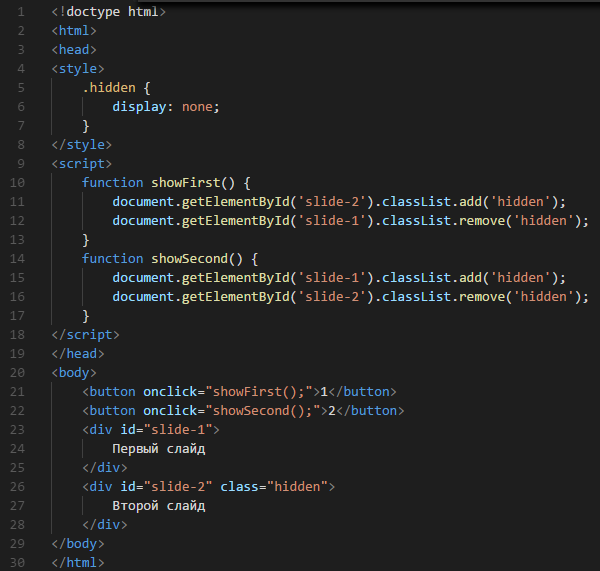 1 <!doctype html>
2 <html>
3 <head>
4 <style>
5     .hidden {
6         display: none;
7     }
8 </style>
9 <script>
10     function showFirst() {
11         document.getElementById('slide-2').classList.add('hidden');
12         document.getElementById('slide-1').classList.remove('hidden');
13     }
14     function showSecond() {
15         document.getElementById('slide-1').classList.add('hidden');
16         document.getElementById('slide-2').classList.remove('hidden');
17     }
18 </script>
19 </head>
20 <body>
21     <button onclick="showFirst();">1</button>
22     <button onclick="showSecond();">2</button>
23     <div id="slide-1">
24         Первый слайд
25     </div>
26     <div id="slide-2" class="hidden">
27         Второй слайд
28     </div>
29 </body>
30 </html>